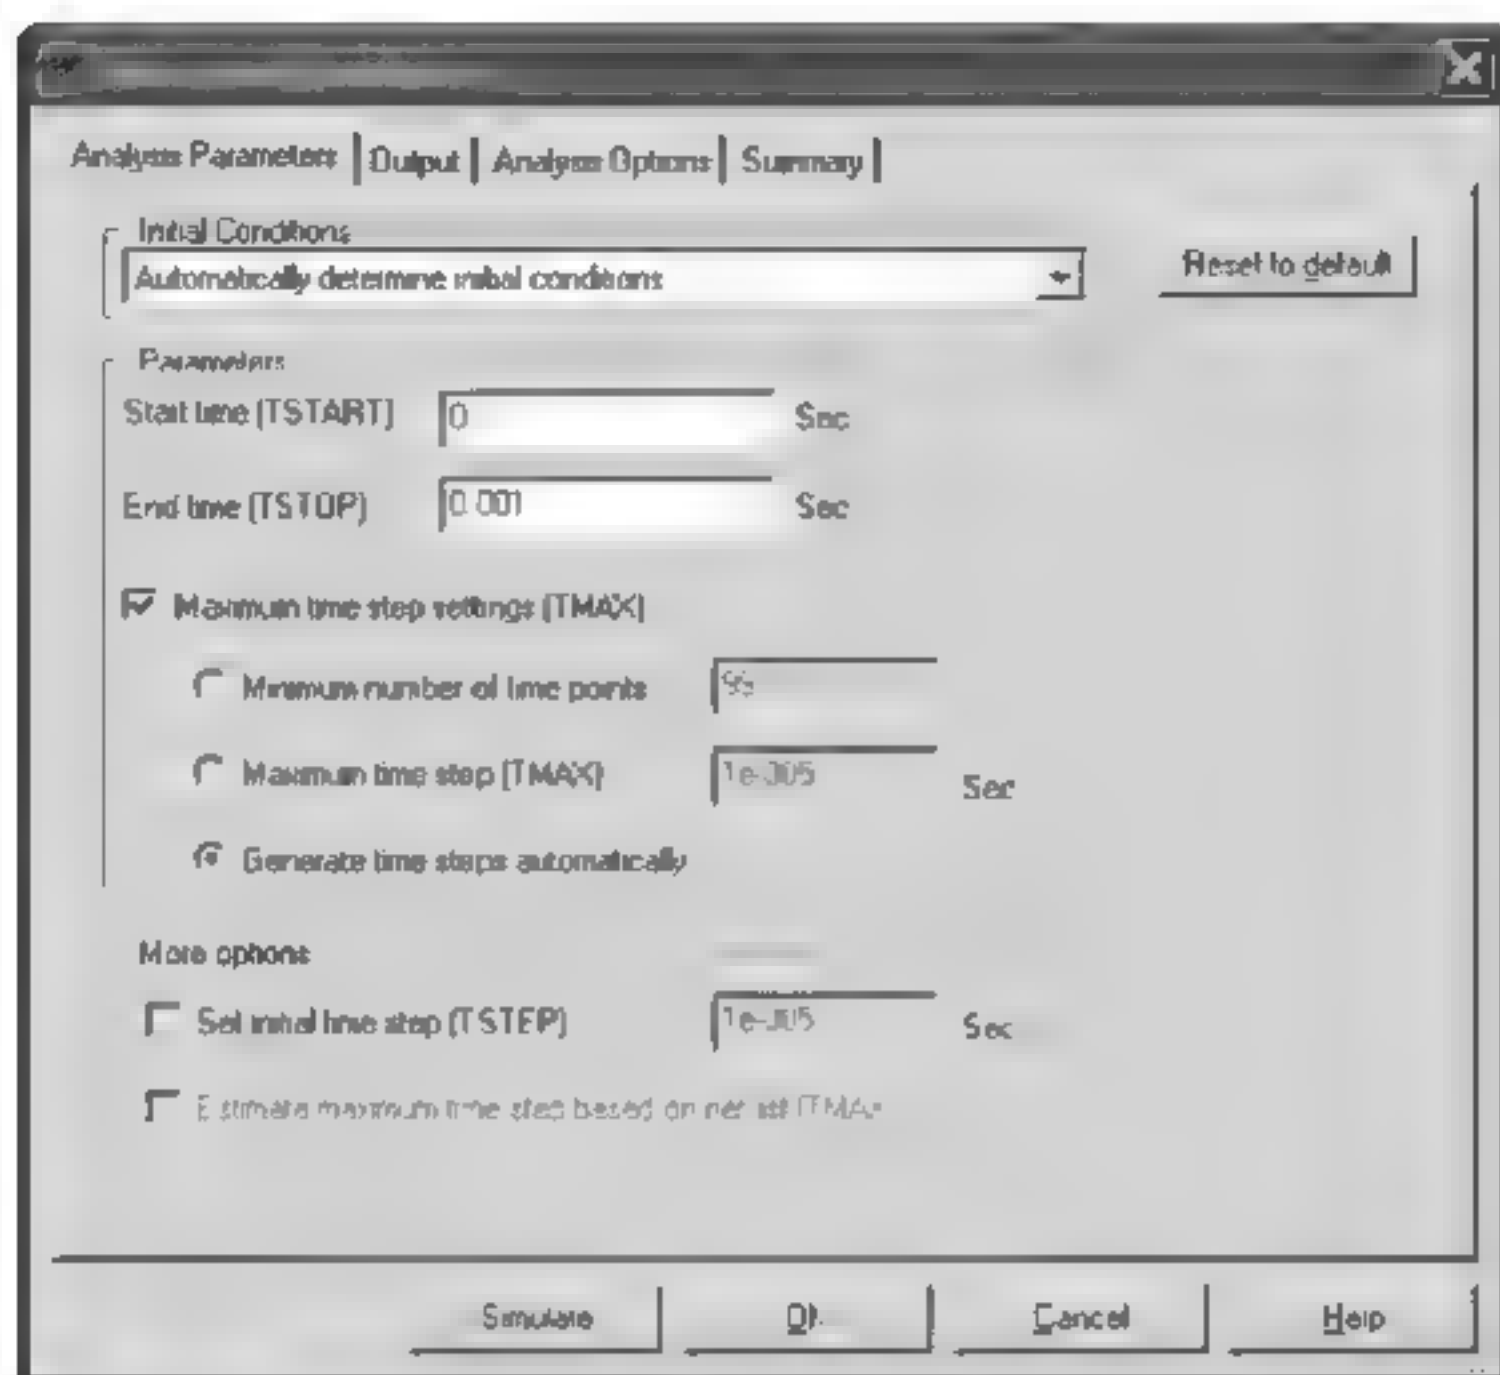 Analysis Parameters Output Analysis Options Summary
Initial Conditions
Automatically determine initial conditions
Reset to default
Parameters
Start time (TSTART) 0 Sec
End time (TSTOP) 0.001 Sec
Maximum time step settings (TMAX)
Minimum number of time points
Maximum time step (TMAX) 1e-005 Sec
Generate time steps automatically
More options
Set initial time step (TSTEP) 1e-005 Sec
Estimate maximum time step based on net list (TMAX
Simulate OK Cancel Help